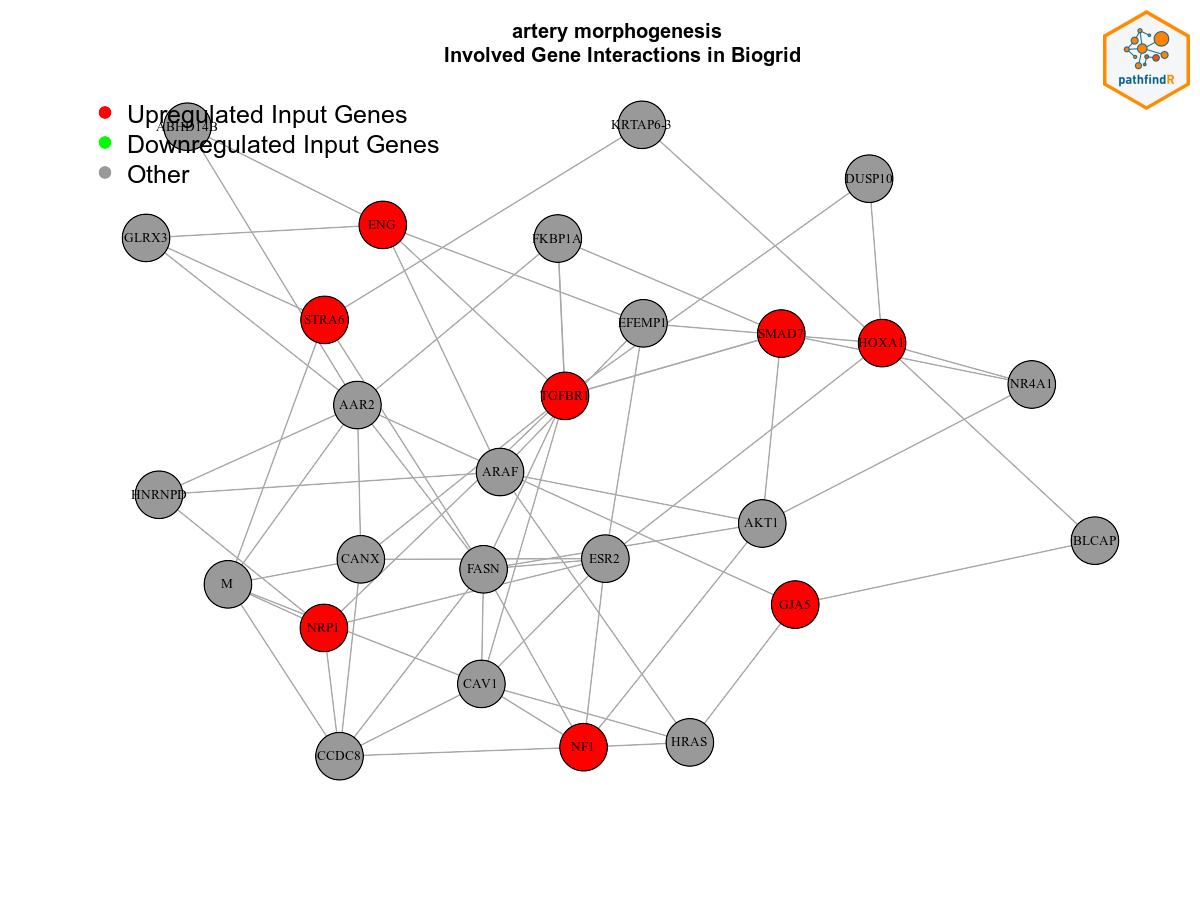 artery morphogenesis
Involved Gene Interactions in Biogrid
pathfindR
Upregulated Input Genes
ABHD14B
KRTAP6-3
Downregulated Input Genes
Other
DUSP10
ENG
GLRX3
FKBP1A
STRA6
EFEMP1
SMAD7
HOXA1
NR4A1
TGFBR1
AAR2
ARAF
HNRNPD
AKT1
BLCAP
CANX
FASN
ESR2
M
GJA5
NRP1
CAV1
HRAS
NF1
CCDC8